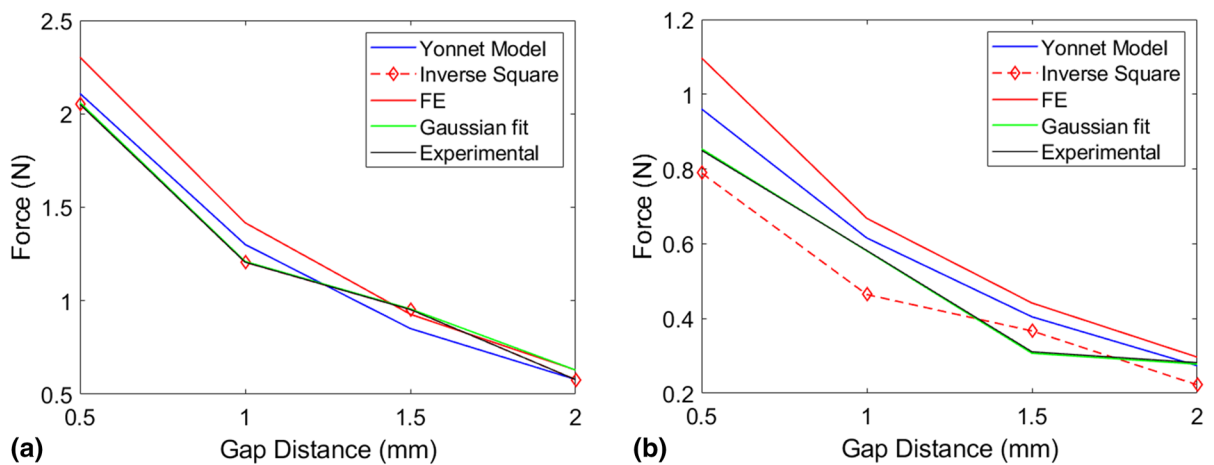 2.5
2
1.5
1
0.5
Force (N)
Yonnet Model
Inverse Square
FE
Gaussian fit
Experimental
0.5 1 1.5 2
Gap Distance (mm)
(a)
1.2
1
0.8
0.6
0.4
0.2
Force (N)
Yonnet Model
Inverse Square
FE
Gaussian fit
Experimental
0.5 1 1.5 2
Gap Distance (mm)
(b)